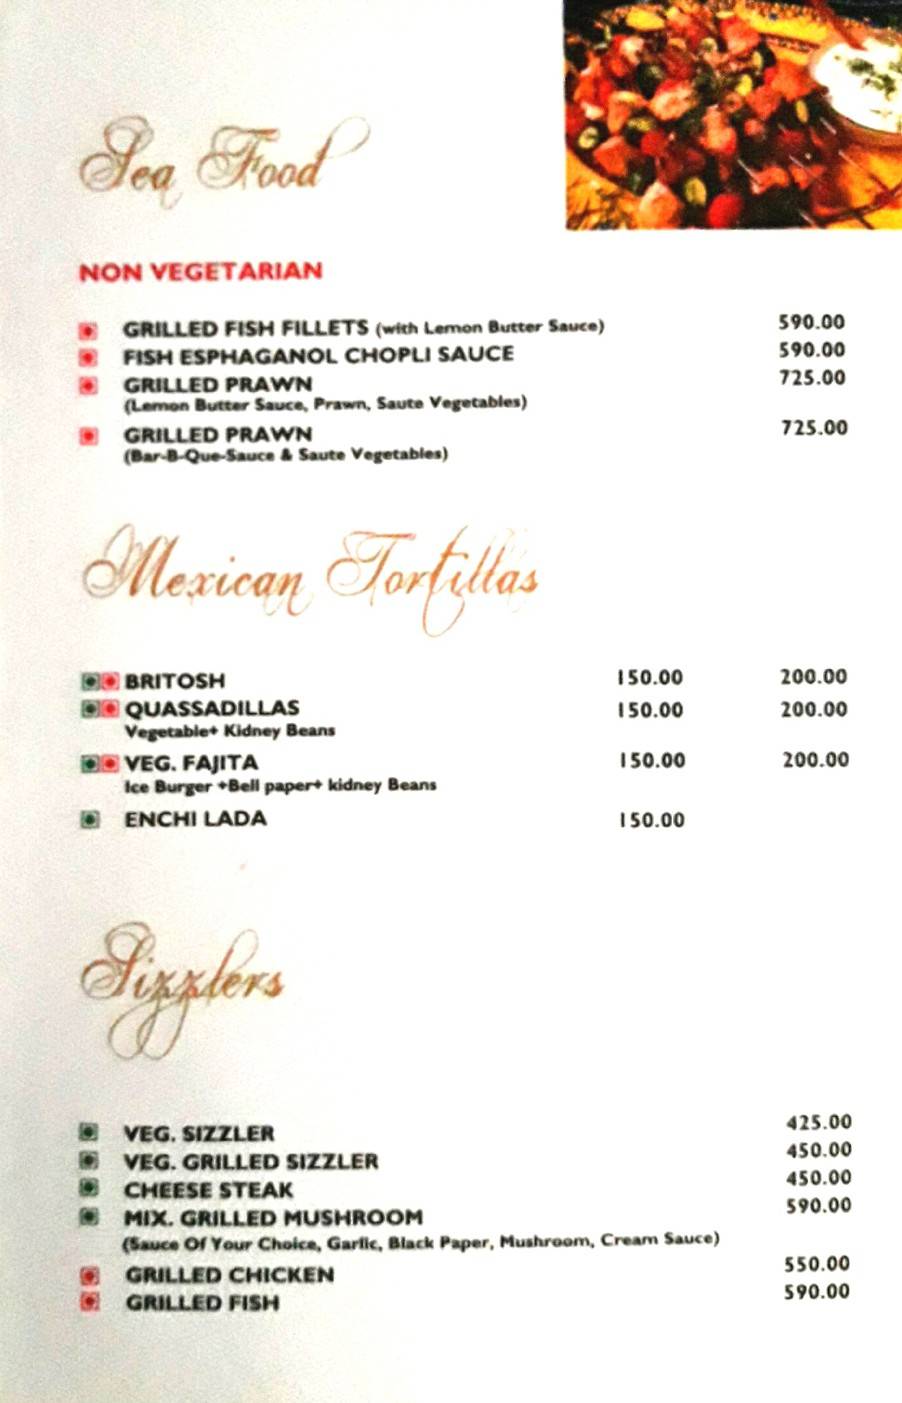 Sea Food
NON VEGETARIAN
GRILLED FISH FILLETS (with Lemon Butter Sauce) 590.00
FISH ESPHAGANOL CHOPLI SAUCE 590.00
GRILLED PRAWN 725.00
(Lemon Butter Sauce, Prawn, Saute Vegetables)
GRILLED PRAWN 725.00
(Bar-B-Que-Sauce & Saute Vegetables)
Mexican Tortillas
BRITOSH 150.00 200.00
QUASSADILLAS 150.00 200.00
Vegetable+ Kidney Beans
VEG. FAJITA 150.00 200.00
Ice Burger +Bell paper+ kidney Beans
ENCHI LADA 150.00
Sizzlers
VEG. SIZZLER 425.00
VEG. GRILLED SIZZLER 450.00
CHEESE STEAK 450.00
MIX. GRILLED MUSHROOM 590.00
(Sauce Of Your Choice, Garlic, Black Paper, Mushroom, Cream Sauce)
GRILLED CHICKEN 550.00
GRILLED FISH 590.00